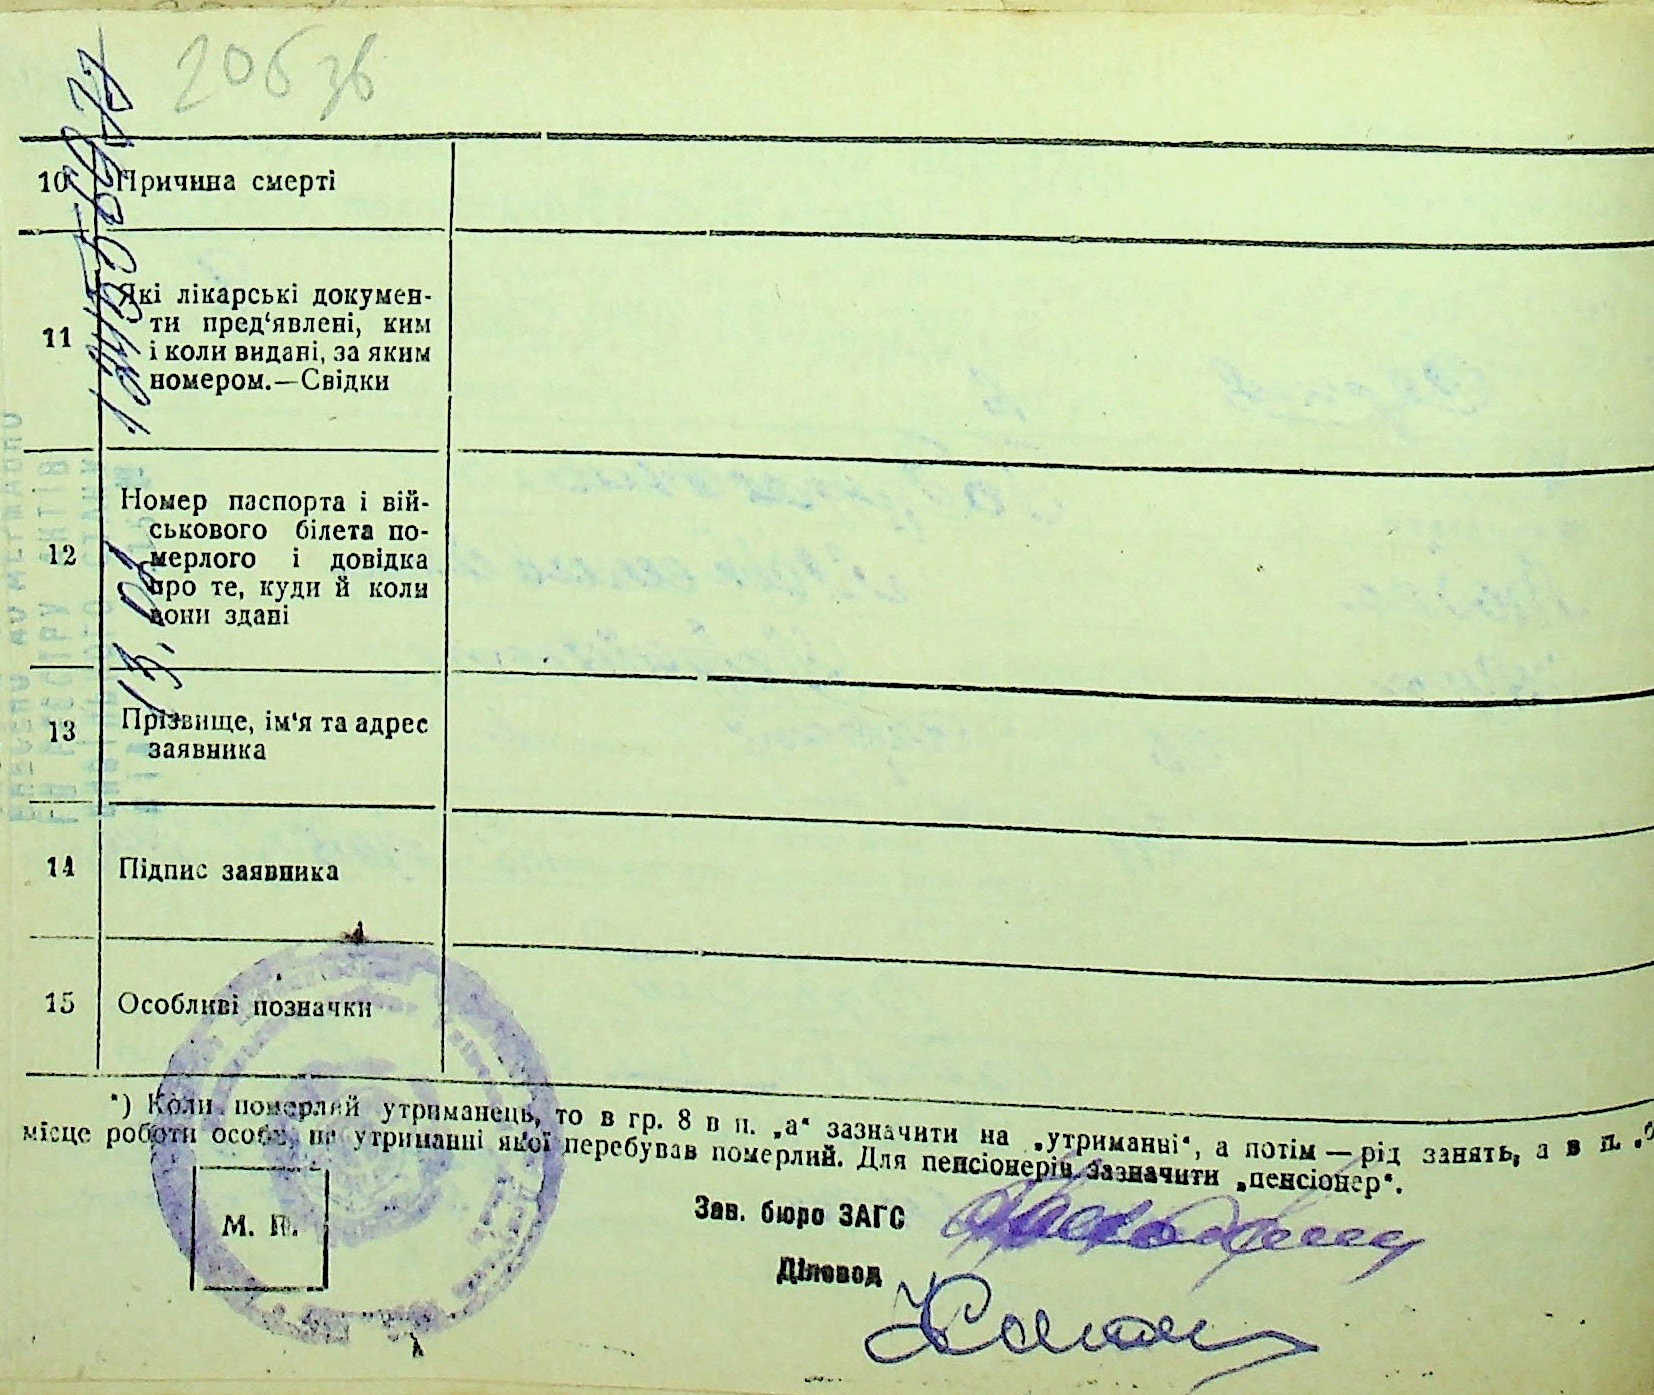 206 зв
10 Причина смерті
11 Які лікарські докумен-
ти пред‘явлені, ким
і коли видані, за яким
номером.—Свідки
12 Номер паспорта і вій-
ськового білета по-
мерлого і довідка
про те, куди й коли
вони здані
13 Прізвище, ім‘я та адрес
заявника
14 Підпис заявника
15 Особливі позначки
*) Коли померлий утриманець, то в гр. 8 в п. „а“ зазначити на „утриманні“, а потім — рід занять, а в п. „б
місце роботи особи, на утриманні якої перебував померлий. Для пенсіонерів зазначити „пенсіонер“.
М. П.
Зав. бюро ЗАГС
Діловод